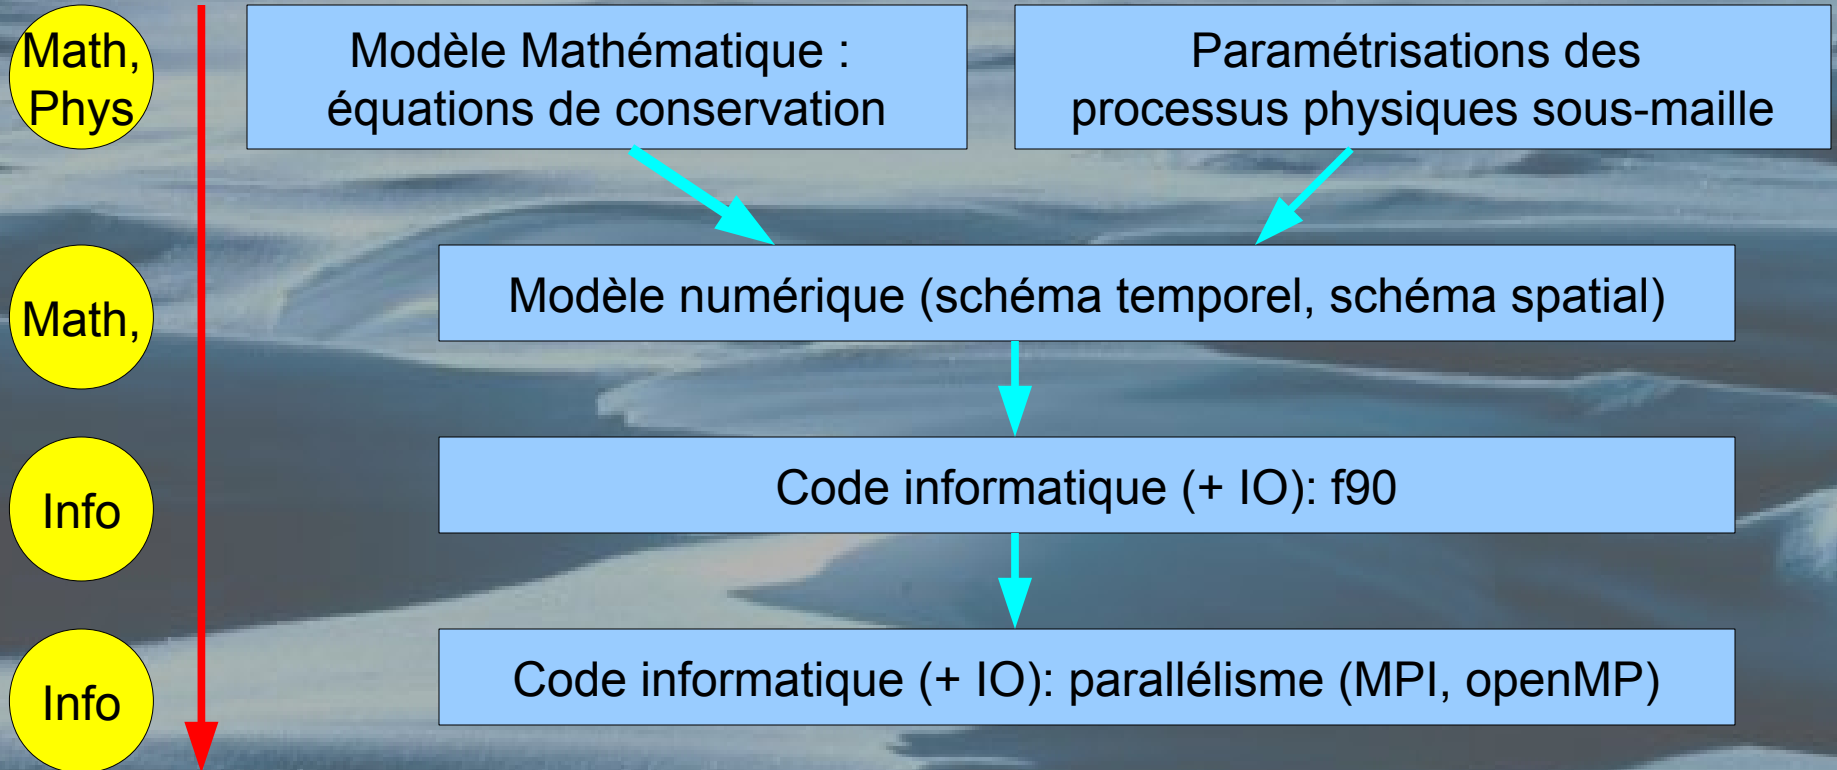 Math,
Phys
Modèle Mathématique :
équations de conservation
Paramétrisations des
processus physiques sous-maille
Math,
Modèle numérique (schéma temporel, schéma spatial)
Info
Code informatique (+ IO): f90
Info
Code informatique (+ IO): parallélisme (MPI, openMP)